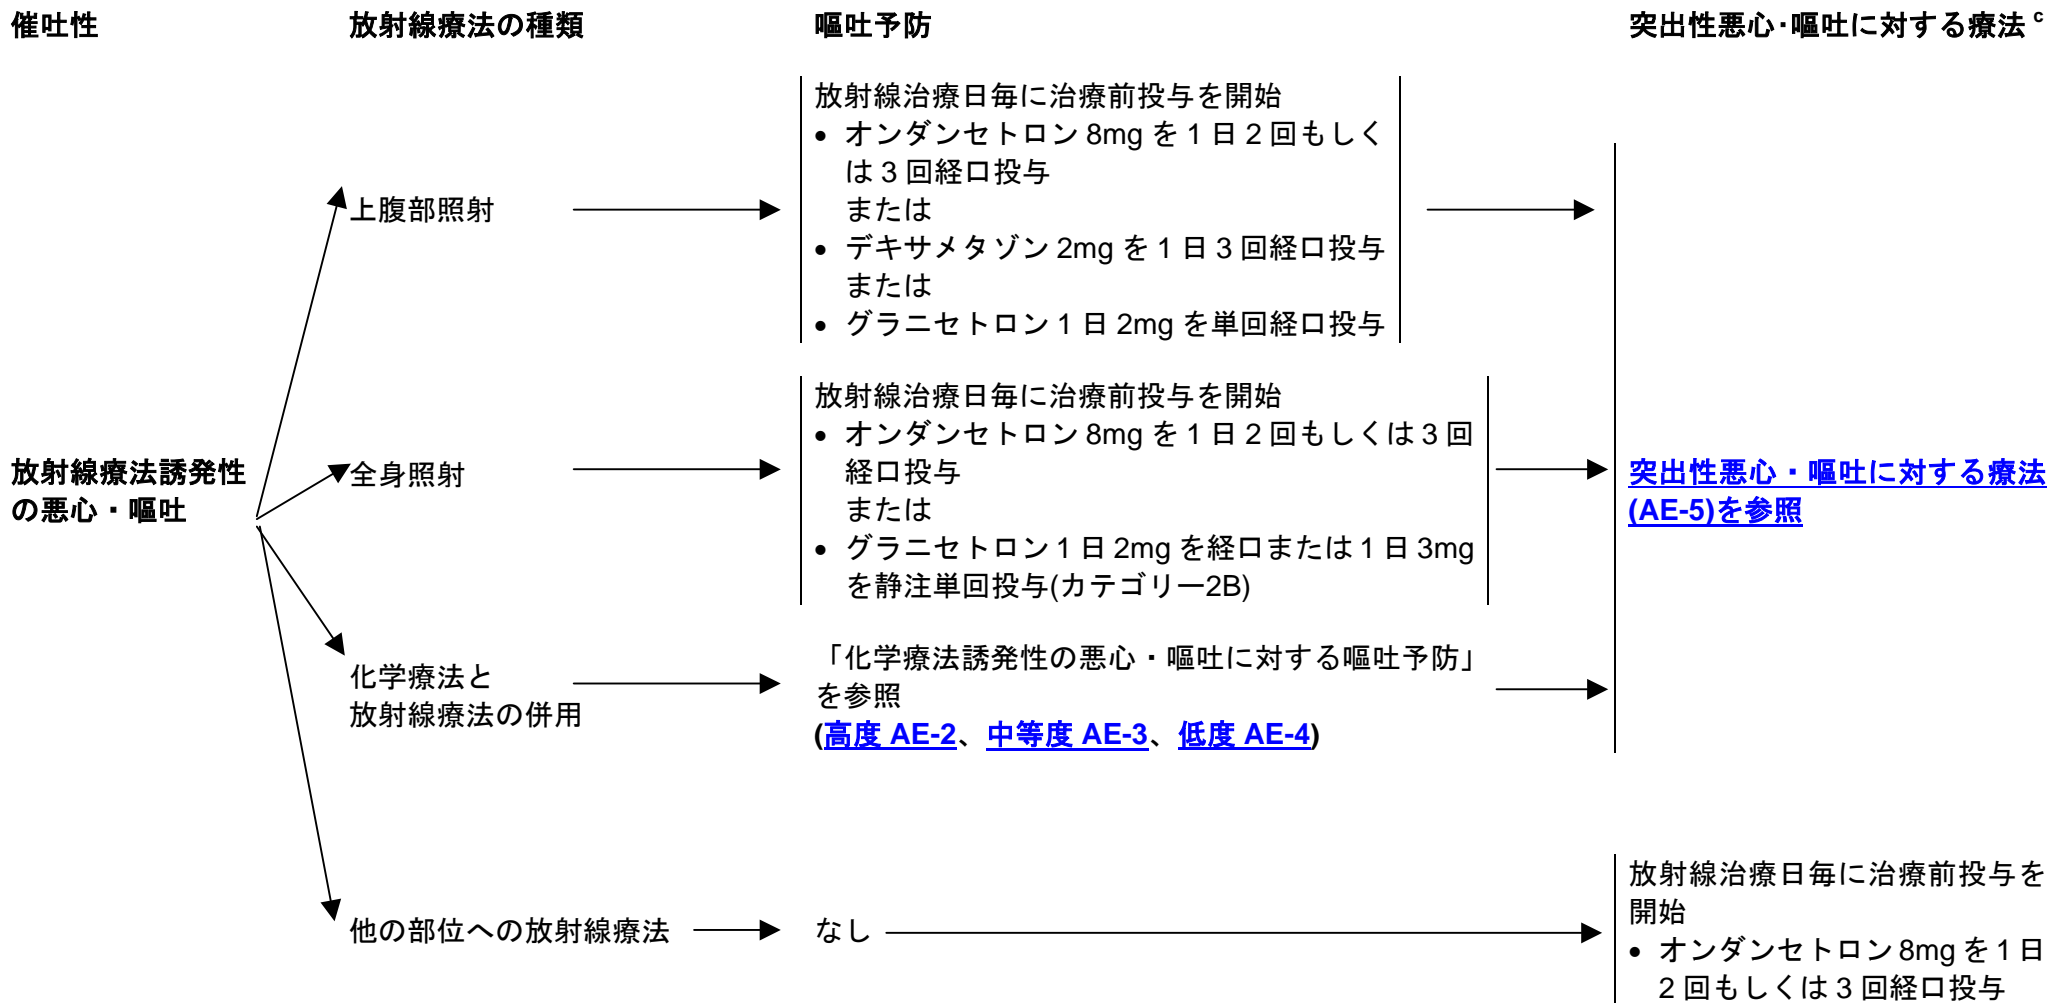 催吐性
放射線療法の種類
嘔吐予防
突出性悪心・嘔吐に対する療法 c
放射線療法誘発性
の悪心・嘔吐
上腹部照射
放射線治療日毎に治療前投与を開始
• オンダンセトロン 8mg を 1 日 2 回もしく
は 3 回経口投与
または
• デキサメタゾン 2mg を 1 日 3 回経口投与
または
• グラニセトロン 1 日 2mg を単回経口投与
全身照射
放射線治療日毎に治療前投与を開始
• オンダンセトロン 8mg を 1 日 2 回もしくは 3 回
経口投与
または
• グラニセトロン 1 日 2mg を経口または 1 日 3mg
を静注単回投与(カテゴリー2B)
化学療法と
放射線療法の併用
「化学療法誘発性の悪心・嘔吐に対する嘔吐予防」
を参照
(高度 AE-2、中等度 AE-3、低度 AE-4)
突出性悪心・嘔吐に対する療法
(AE-5)を参照
他の部位への放射線療法
なし
放射線治療日毎に治療前投与を
開始
• オンダンセトロン 8mg を 1 日
2 回もしくは 3 回経口投与